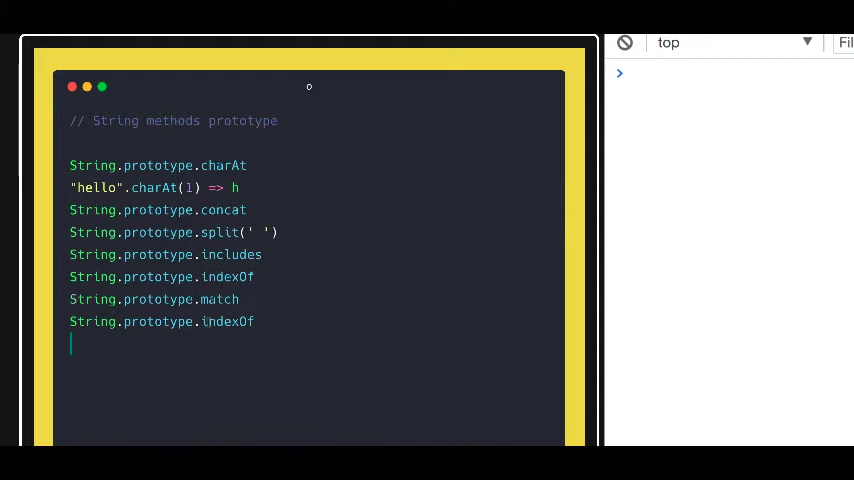 top
Fil
// String methods prototype
String.prototype.charAt
"hello".charAt(1) => h
String.prototype.concat
String.prototype.split(' ')
String.prototype.includes
String.prototype.indexOf
String.prototype.match
String.prototype.indexOf